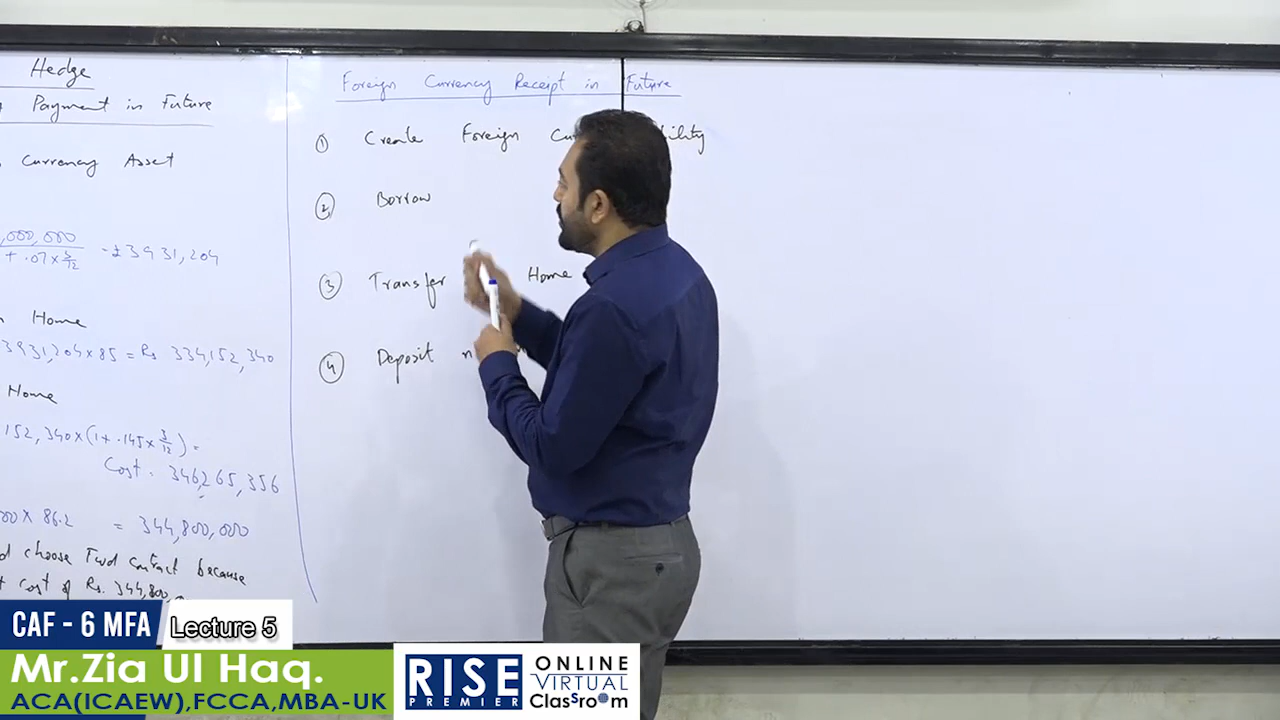 Hedge
Payment in Future
Currency Asset
,000,000
+ .07 × 3/12
= £3931,204
Home
3931,204 × 85 = Rs 334,152,340
Home
152,340 × (1 + .145 × 3/12) =
Cost = 346,265,356
00 × 86.2 = 344,800,000
choose Fwd contract because
cost of Rs. 344,800,
Foreign Currency Receipt in Future
① Create Foreign
② Borrow
③ Transfer Home
④ Deposit
CAF - 6 MFA
Lecture 5
Mr.Zia Ul Haq.
ACA(ICAEW),FCCA,MBA-UK
RISE
PREMIER
ONLINE
VIRTUAL
ClassrOOm